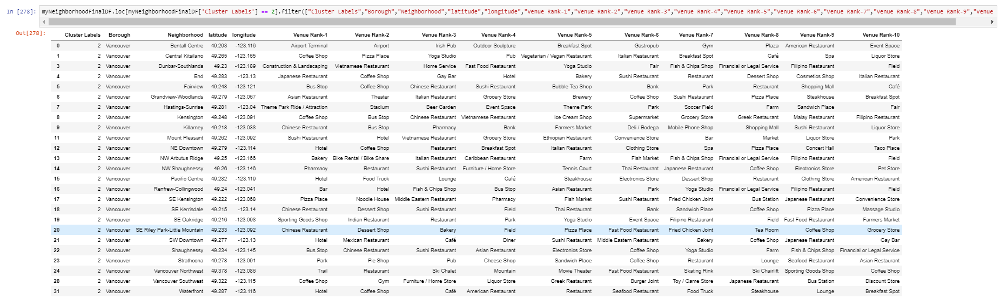 In [278]: myNeighborhoodFinalDF.loc[myNeighborhoodFinalDF['Cluster Labels'] == 2].filter(["Cluster Labels","Borough","Neighborhood","latitude","longitude","Venue Rank-1","Venue Rank-2","Venue Rank-3","Venue Rank-4","Venue Rank-5","Venue Rank-6","Venue Rank-7","Venue Rank-8","Venue Rank-9","Venue
Out[278]:
Cluster Labels Borough Neighborhood latitude longitude Venue Rank-1 Venue Rank-2 Venue Rank-3 Venue Rank-4 Venue Rank-5 Venue Rank-6 Venue Rank-7 Venue Rank-8 Venue Rank-9 Venue Rank-10
0 2 Vancouver Bentall Centre 49.293 -123.116 Airport Terminal Airport Irish Pub Outdoor Sculpture Breakfast Spot Gastropub Gym Plaza American Restaurant Event Space
1 2 Vancouver Central Kitsilano 49.265 -123.165 Coffee Shop Pizza Place Yoga Studio Pub Vegetarian / Vegan Restaurant Italian Restaurant Breakfast Spot Café Spa Liquor Store
3 2 Vancouver Dunbar-Southlands 49.23 -123.189 Construction & Landscaping Vietnamese Restaurant Home Service Fast Food Restaurant Yoga Studio Fair Fish & Chips Shop Financial or Legal Service Filipino Restaurant Field
4 2 Vancouver End 49.283 -123.13 Japanese Restaurant Coffee Shop Gay Bar Hotel Bakery Sushi Restaurant Restaurant Dessert Shop Cosmetics Shop Italian Restaurant
5 2 Vancouver Fairview 49.248 -123.121 Bus Stop Coffee Shop Chinese Restaurant Sushi Restaurant Bubble Tea Shop Bank Park Restaurant Shopping Mall Café
6 2 Vancouver Grandview-Woodlands 49.279 -123.067 Asian Restaurant Theater Italian Restaurant Grocery Store Brewery Coffee Shop Sushi Restaurant Pizza Place Steakhouse Breakfast Spot
7 2 Vancouver Hastings-Sunrise 49.281 -123.04 Theme Park Ride / Attraction Stadium Beer Garden Event Space Theme Park Park Soccer Field Farm Sandwich Place Fair
8 2 Vancouver Kensington 49.248 -123.091 Coffee Shop Bus Stop Chinese Restaurant Vietnamese Restaurant Ice Cream Shop Supermarket Grocery Store Greek Restaurant Malay Restaurant Filipino Restaurant
9 2 Vancouver Killarney 49.218 -123.038 Chinese Restaurant Bus Stop Pharmacy Bank Farmers Market Deli / Bodega Mobile Phone Shop Shopping Mall Sushi Restaurant Liquor Store
11 2 Vancouver Mount Pleasant 49.262 -123.092 Sushi Restaurant Hotel Vietnamese Restaurant Grocery Store Ethiopian Restaurant Convenience Store Bar Market Liquor Store Park
12 2 Vancouver NE Downtown 49.279 -123.114 Hotel Coffee Shop Restaurant Breakfast Spot Italian Restaurant Clothing Store Spa Pizza Place Concert Hall Taco Place
13 2 Vancouver NW Arbutus Ridge 49.25 -123.166 Bakery Bike Rental / Bike Share Italian Restaurant Caribbean Restaurant Farm Fish Market Fish & Chips Shop Financial or Legal Service Filipino Restaurant Field
14 2 Vancouver NW Shaughnessy 49.26 -123.146 Pharmacy Restaurant Sushi Restaurant Furniture / Home Store Tennis Court Thai Restaurant Japanese Restaurant Coffee Shop Electronics Store Pet Store
15 2 Vancouver Pacific Centre 49.282 -123.119 Hotel Food Truck Lounge Café Steakhouse Electronics Store Dessert Shop Restaurant Clothing Store American Restaurant
16 2 Vancouver Renfrew-Collingwood 49.24 -123.041 Bar Hotel Fish & Chips Shop Bus Stop Asian Restaurant Park Yoga Studio Financial or Legal Service Filipino Restaurant Field
17 2 Vancouver SE Kensington 49.222 -123.068 Pizza Place Noodle House Middle Eastern Restaurant Pharmacy Fish Market Sushi Restaurant Fried Chicken Joint Bus Station Japanese Restaurant Convenience Store
18 2 Vancouver SE Kerrisdale 49.215 -123.14 Chinese Restaurant Dessert Shop Sushi Restaurant Field Thai Restaurant Bank Sandwich Place Coffee Shop Pizza Place Massage Studio
19 2 Vancouver SE Oakridge 49.216 -123.098 Sporting Goods Shop Indian Restaurant Restaurant Park Yoga Studio Event Space Filipino Restaurant Field Fast Food Restaurant Farmers Market
20 2 Vancouver SE Riley Park-Little Mountain 49.233 -123.092 Chinese Restaurant Dessert Shop Bakery Field Pizza Place Fast Food Restaurant Fried Chicken Joint Tea Room Coffee Shop Grocery Store
21 2 Vancouver SW Downtown 49.277 -123.13 Hotel Mexican Restaurant Café Diner Sushi Restaurant Middle Eastern Restaurant Bakery Coffee Shop Japanese Restaurant Gay Bar
22 2 Vancouver Shaughnessy 49.234 -123.145 Bus Stop Chinese Restaurant Sushi Restaurant Asian Restaurant Electronics Store Coffee Shop Yoga Studio Farm Fish & Chips Shop Financial or Legal Service
23 2 Vancouver Strathcona 49.278 -123.091 Park Pie Shop Pub Cheese Shop Sandwich Place Coffee Shop Restaurant Lounge Seafood Restaurant Asian Restaurant
24 2 Vancouver Vancouver Northwest 49.378 -123.086 Trail Restaurant Ski Chalet Mountain Movie Theater Fast Food Restaurant Skating Rink Ski Chairlift Sporting Goods Shop Coffee Shop
28 2 Vancouver Vancouver Southwest 49.322 -123.115 Coffee Shop Gym Furniture / Home Store Liquor Store Greek Restaurant Burger Joint Toy / Game Store Japanese Restaurant Bus Station Discount Store
31 2 Vancouver Waterfront 49.287 -123.116 Hotel Coffee Shop Café American Restaurant Restaurant Seafood Restaurant Food Truck Steakhouse Lounge Breakfast Spot